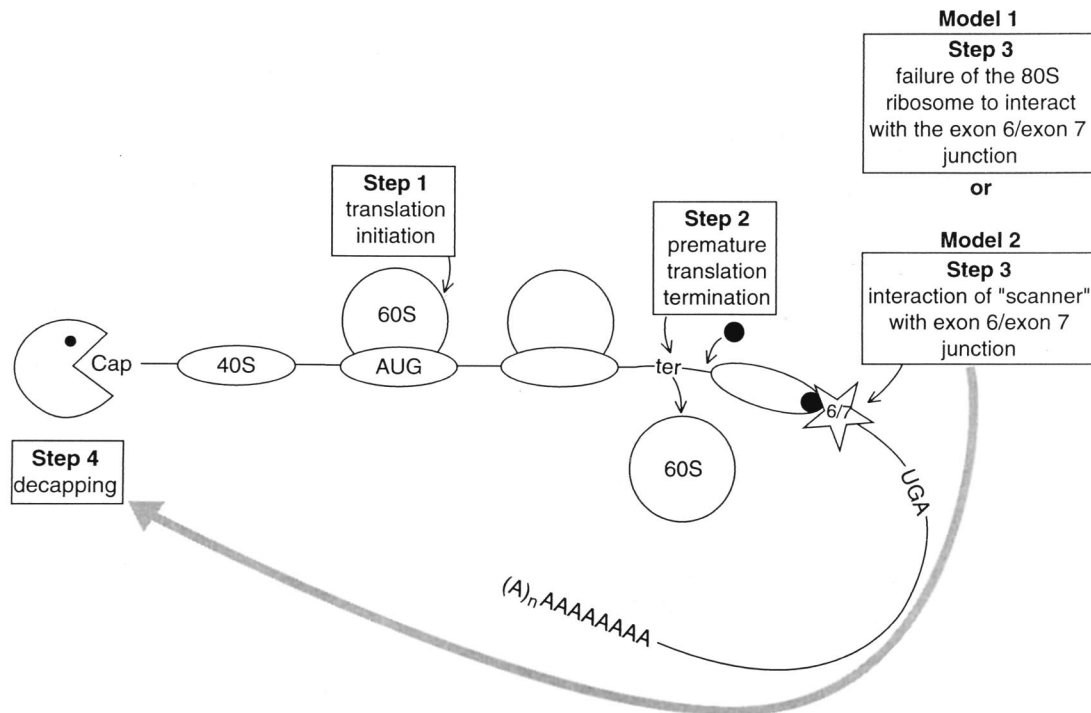 Model 1
Step 3
failure of the 80S
ribosome to interact
with the exon 6/exon 7
junction
or
Model 2
Step 3
interaction of "scanner"
with exon 6/exon 7
junction
Step 1
translation
initiation
Step 2
premature
translation
termination
60S
Cap
40S
AUG
ter
6/7
60S
UGA
Step 4
decapping
(A)nAAAAAAAA